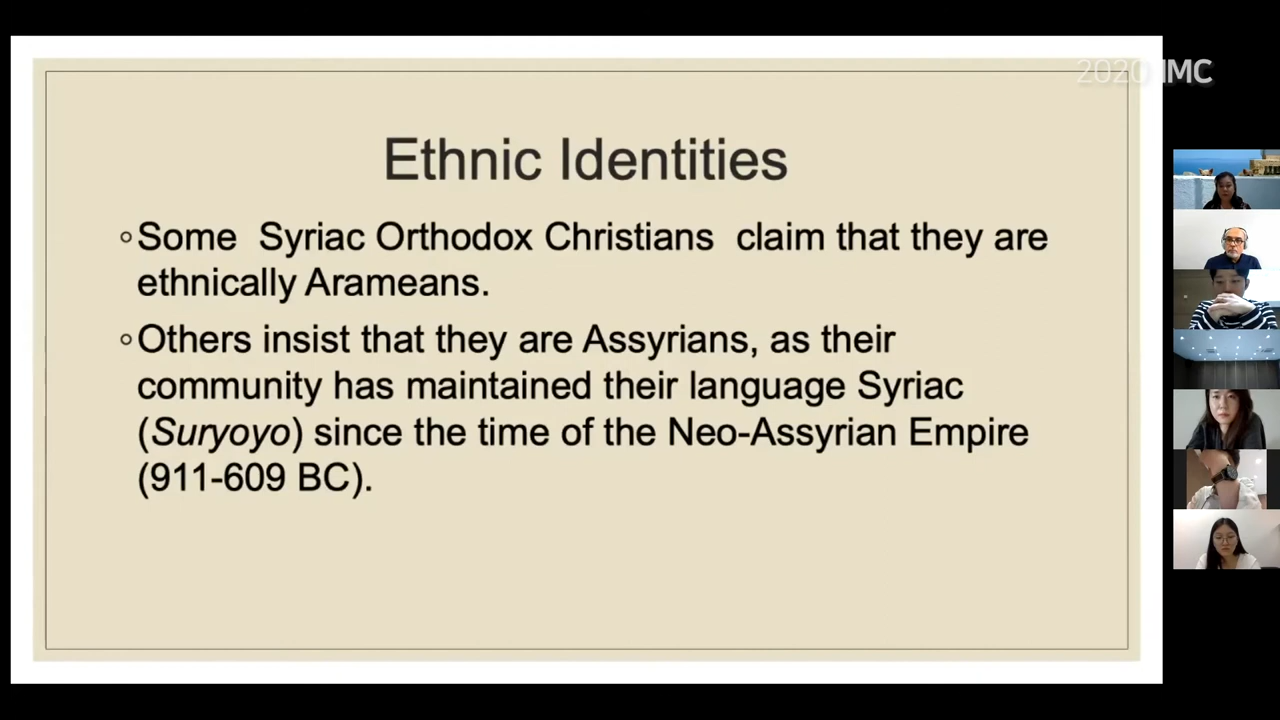 2020 IMC
Ethnic Identities
◦Some Syriac Orthodox Christians claim that they are
ethnically Arameans.
◦Others insist that they are Assyrians, as their
community has maintained their language Syriac
(Suryoyo) since the time of the Neo-Assyrian Empire
(911-609 BC).